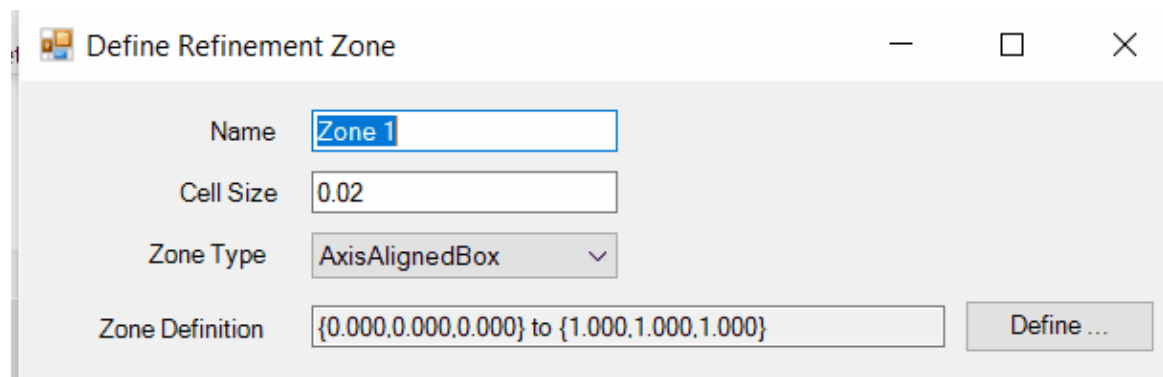 Define Refinement Zone
Name Zone 1
Cell Size 0.02
Zone Type AxisAlignedBox
Zone Definition {0.000,0.000,0.000} to {1.000,1.000,1.000} Define ...